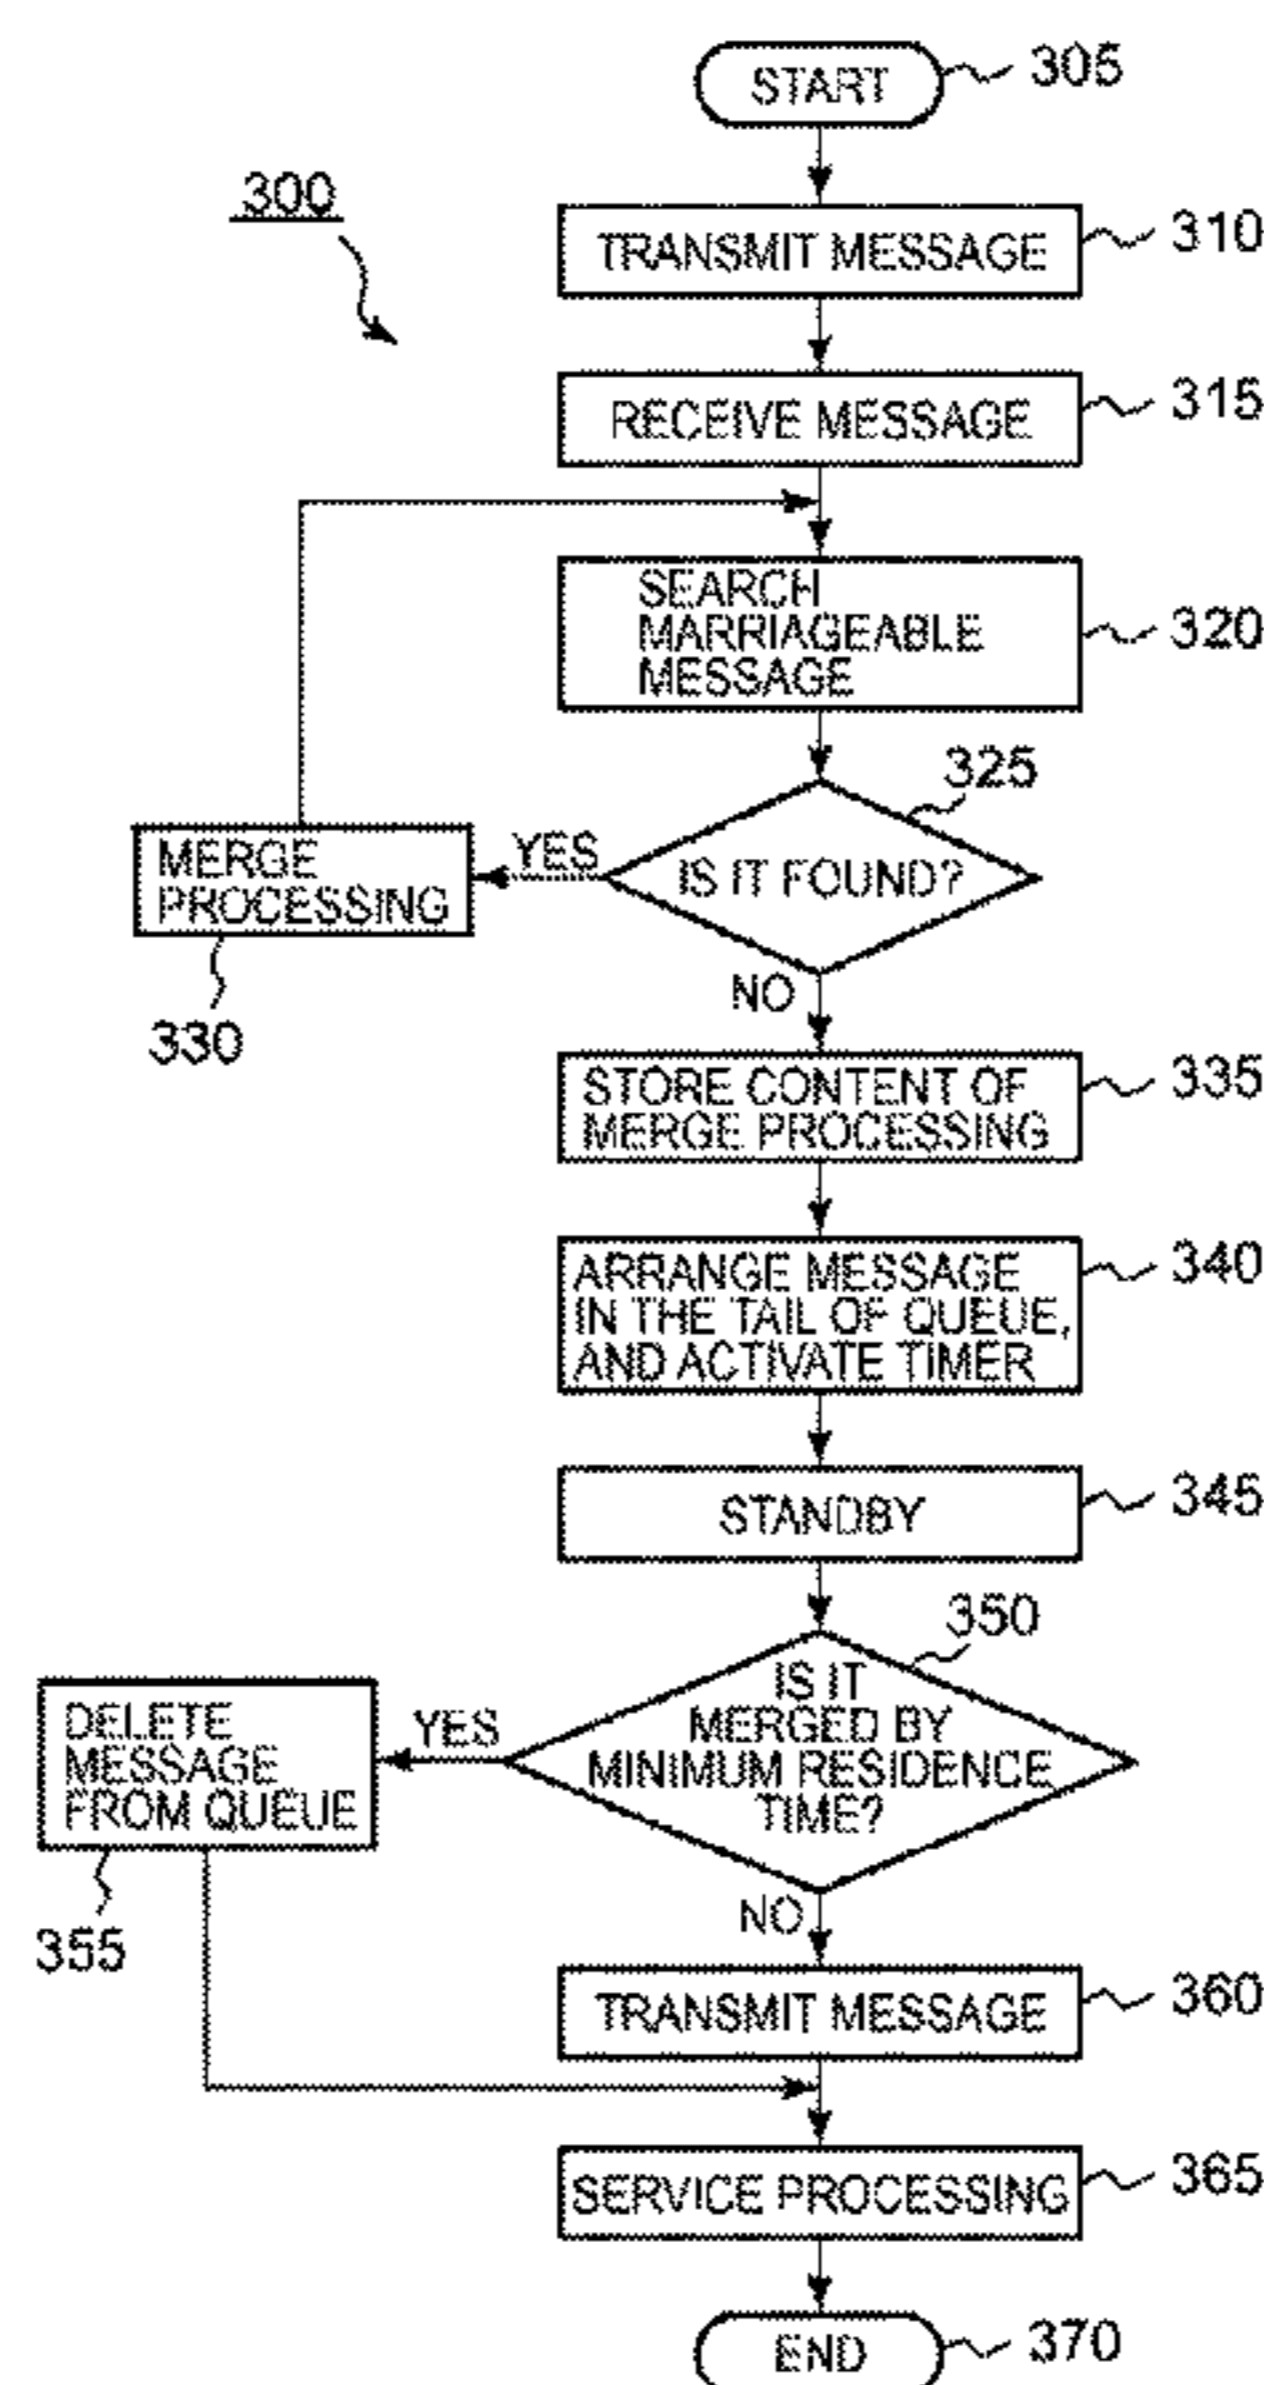 START
305
300
TRANSMIT MESSAGE
310
RECEIVE MESSAGE
315
SEARCH
MARRIAGEABLE
MESSAGE
320
325
IS IT FOUND?
YES
MERGE
PROCESSING
330
NO
STORE CONTENT OF
MERGE PROCESSING
335
ARRANGE MESSAGE
IN THE TAIL OF QUEUE,
AND ACTIVATE TIMER
340
STANDBY
345
350
IS IT
MERGED BY
MINIMUM RESIDENCE
TIME?
YES
DELETE
MESSAGE
FROM QUEUE
355
NO
TRANSMIT MESSAGE
360
SERVICE PROCESSING
365
END
370